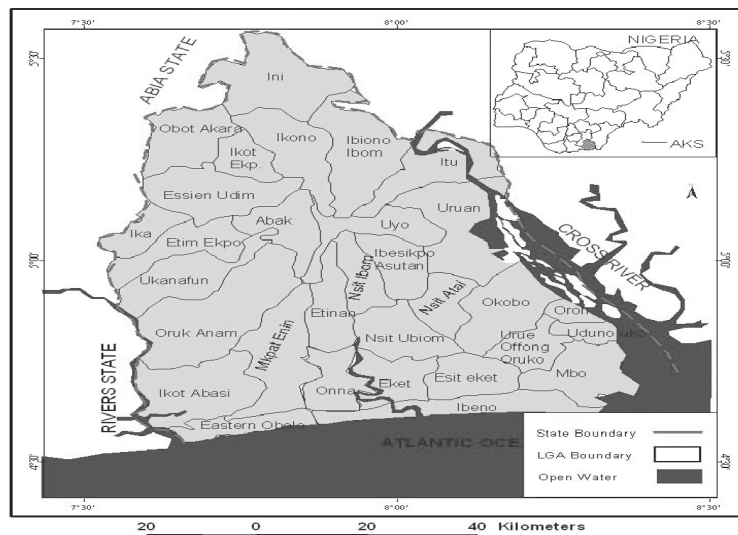 7°30'
8°00'
8°30'
5°30'
5°00'
4°30'
5°30'
5°00'
4°30'
NIGERIA
AKS
ABIA STATE
Ini
Obot Akara
Ikono
Ibiono
Ibom
Ikot
Ekp.
Itu
Essien Udim
Uruan
Abak
Uyo
Ika
Etim Ekpo
CROSS RIVER
Ibesikpo
Asutan
Nsit Ibom
Ukanafun
Nsit Atai
Okobo
Etinan
Oron
Oruk Anam
Mkpat Enin
Nsit Ubiom
Urue
Offong
Oruko
Uduno uko
RIVERS STATE
Ikot Abasi
Onna
Eket
Esit eket
Mbo
Ibeno
Eastern Obolo
ATLANTIC OCE
State Boundary
LGA Boundary
Open Water
7°30'
8°00'
8°30'
20 0 20 40 Kilometers